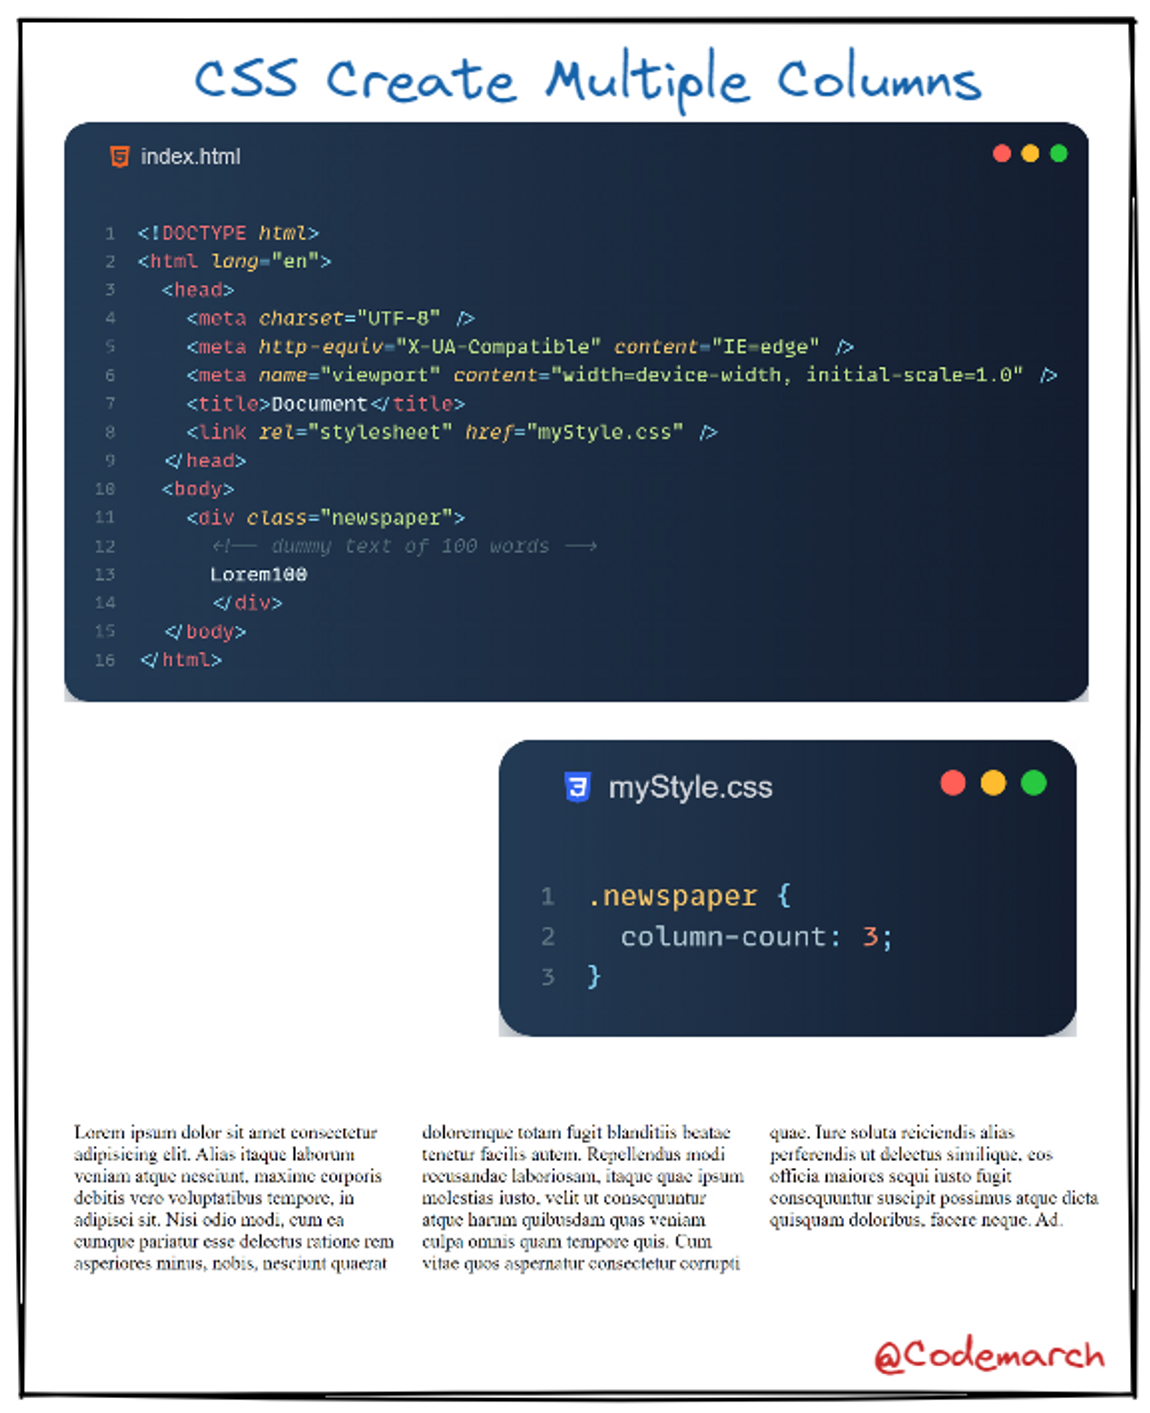 CSS Create Multiple Columns
index.html
1 <!DOCTYPE html>
2 <html lang="en">
3 <head>
4 <meta charset="UTF-8" />
5 <meta http-equiv="X-UA-Compatible" content="IE=edge" />
6 <meta name="viewport" content="width=device-width, initial-scale=1.0" />
7 <title>Document</title>
8 <link rel="stylesheet" href="myStyle.css" />
9 </head>
10 <body>
11 <div class="newspaper">
12 <!-- dummy text of 100 words -->
13 Lorem100
14 </div>
15 </body>
16 </html>
myStyle.css
1 .newspaper {
2 column-count: 3;
3 }
Lorem ipsum dolor sit amet consectetur
adipisicing elit. Alias itaque laborum
veniam atque nesciunt, maxime corporis
debitis vero voluptatibus tempore, in
adipisci sit. Nisi odio modi, cum ea
cumque pariatur esse delectus ratione rem
asperiores minus, nobis, nesciunt quaerat
doloremque totam fugit blanditiis beatae
tenetur facilis autem. Repellendus modi
recusandae laboriosam, itaque quae ipsum
molestias iusto, velit ut consequuntur
atque harum quibusdam quas veniam
culpa omnis quam tempore quis. Cum
vitae quos aspernatur consectetur corrupti
quae. Iure soluta reiciendis alias
perferendis ut delectus similique, eos
officia maiores sequi iusto fugit
consequuntur suscipit possimus atque dicta
quisquam doloribus, facere neque. Ad.
@Codemarch